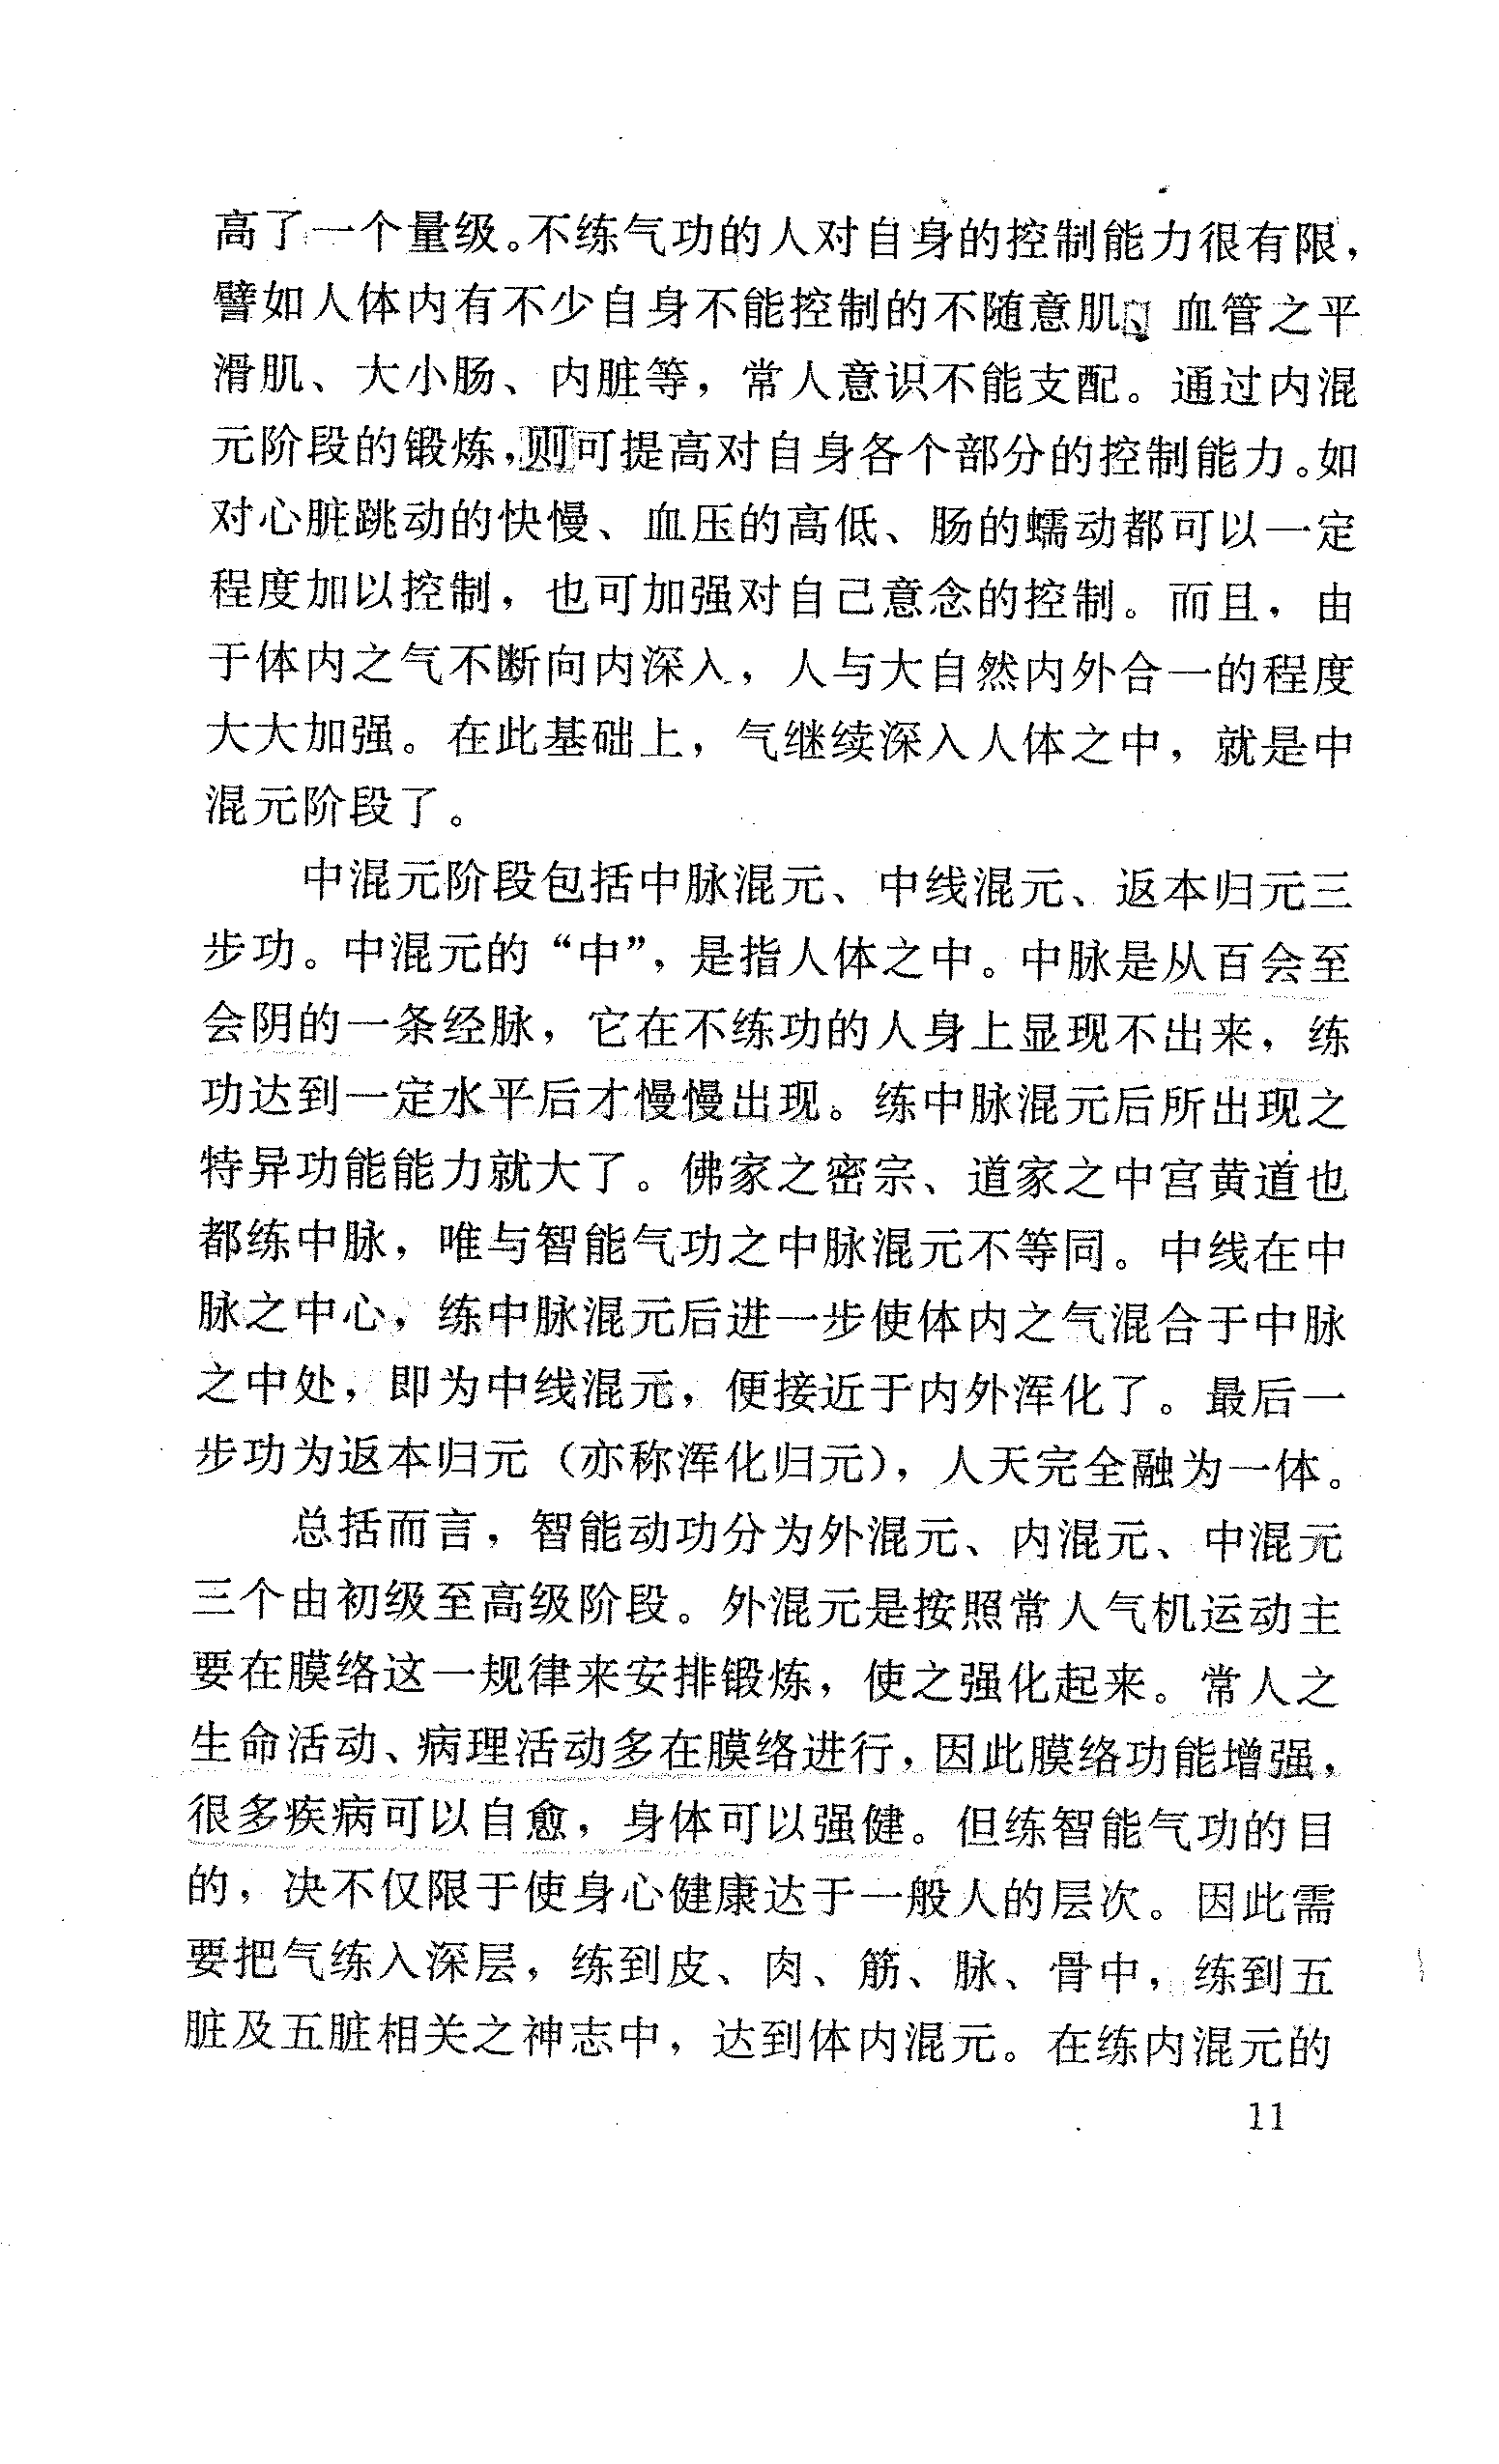 高了一个量级。不练气功的人对自身的控制能力很有限，
譬如人体内有不少自身不能控制的不随意肌、血管之平
滑肌、大小肠、内脏等，常人意识不能支配。通过内混
元阶段的锻炼，则可提高对自身各个部分的控制能力。如
对心脏跳动的快慢、血压的高低、肠的蠕动都可以一定
程度加以控制，也可加强对自己意念的控制。而且，由
于体内之气不断向内深入，人与大自然内外合一的程度
大大加强。在此基础上，气继续深入人体之中，就是中
混元阶段了。
中混元阶段包括中脉混元、中线混元、返本归元三
步功。中混元的“中”，是指人体之中。中脉是从百会至
会阴的一条经脉，它在不练功的人身上显现不出来，练
功达到一定水平后才慢慢出现。练中脉混元后所出现之
特异功能能力就大了。佛家之密宗、道家之中宫黄道也
都练中脉，唯与智能气功之中脉混元不等同。中线在中
脉之中心，练中脉混元后进一步使体内之气混合于中脉
之中处，即为中线混元，便接近于内外浑化了。最后一
步功为返本归元（亦称浑化归元），人天完全融为一体。
总括而言，智能动功分为外混元、内混元、中混元
三个由初级至高级阶段。外混元是按照常人气机运动主
要在膜络这一规律来安排锻炼，使之强化起来。常人之
生命活动、病理活动多在膜络进行，因此膜络功能增强，
很多疾病可以自愈，身体可以强健。但练智能气功的目
的，决不仅限于使身心健康达于一般人的层次。因此需
要把气练入深层，练到皮、肉、筋、脉、骨中，练到五
脏及五脏相关之神志中，达到体内混元。在练内混元的
11